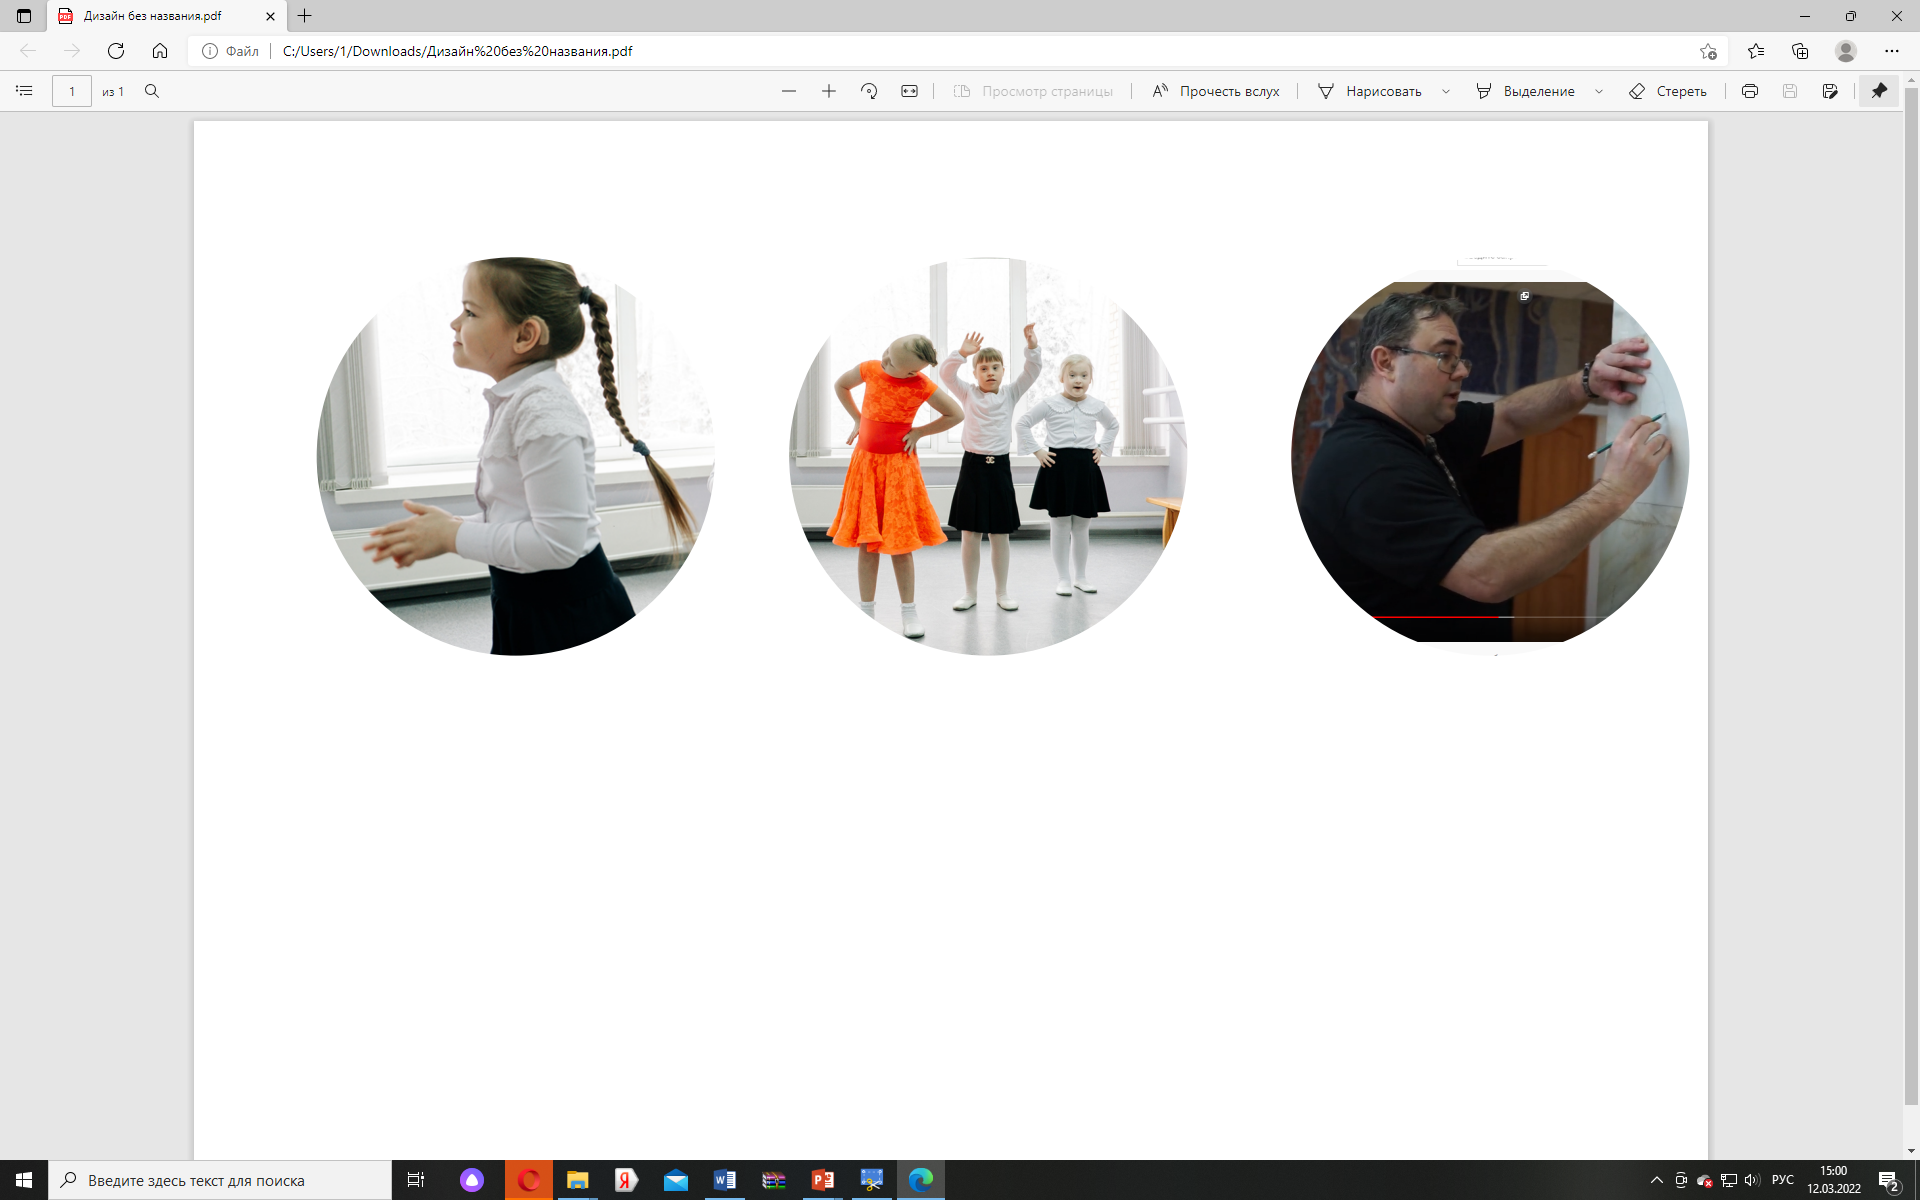 Дизайн без названия.pdf
Файл
C:/Users/1/Downloads/Дизайн%20без%20названия.pdf
1 из 1
Просмотр страницы
Прочесть вслух
Нарисовать
Выделение
Стереть
Введите здесь текст для поиска
РУС
15:00
12.03.2022
2